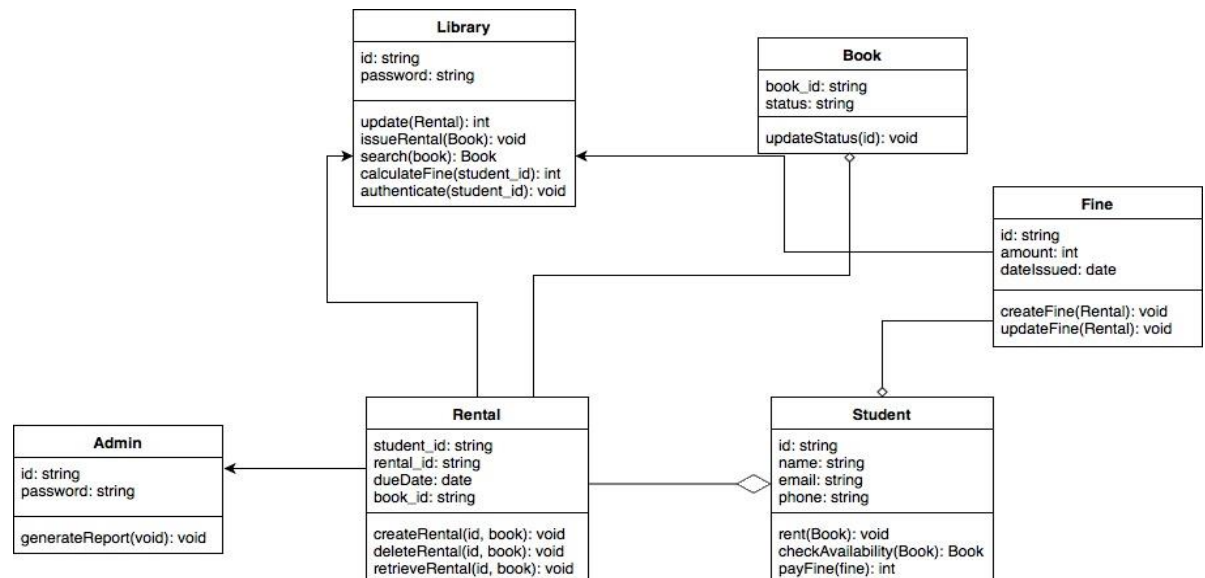 Library
id: string
password: string
update(Rental): int
issueRental(Book): void
search(book): Book
calculateFine(student_id): int
authenticate(student_id): void
Book
book_id: string
status: string
updateStatus(id): void
Fine
id: string
amount: int
dateIssued: date
createFine(Rental): void
updateFine(Rental): void
Admin
id: string
password: string
generateReport(void): void
Rental
student_id: string
rental_id: string
dueDate: date
book_id: string
createRental(id, book): void
deleteRental(id, book): void
retrieveRental(id, book): void
Student
id: string
name: string
email: string
phone: string
rent(Book): void
checkAvailability(Book): Book
payFine(fine): int